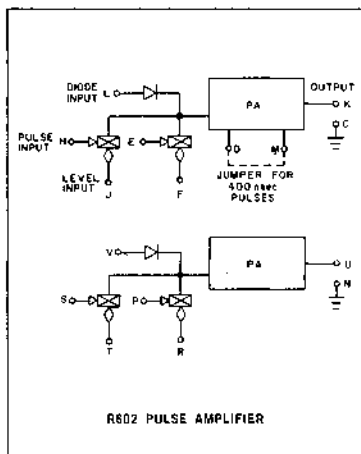 DIODE INPUT L
PA
OUTPUT
K
C
PULSE INPUT H
E
D
M
LEVEL INPUT
J
F
JUMPER FOR
400 nsec
PULSES
V
PA
U
N
S
P
T
R
R602 PULSE AMPLIFIER